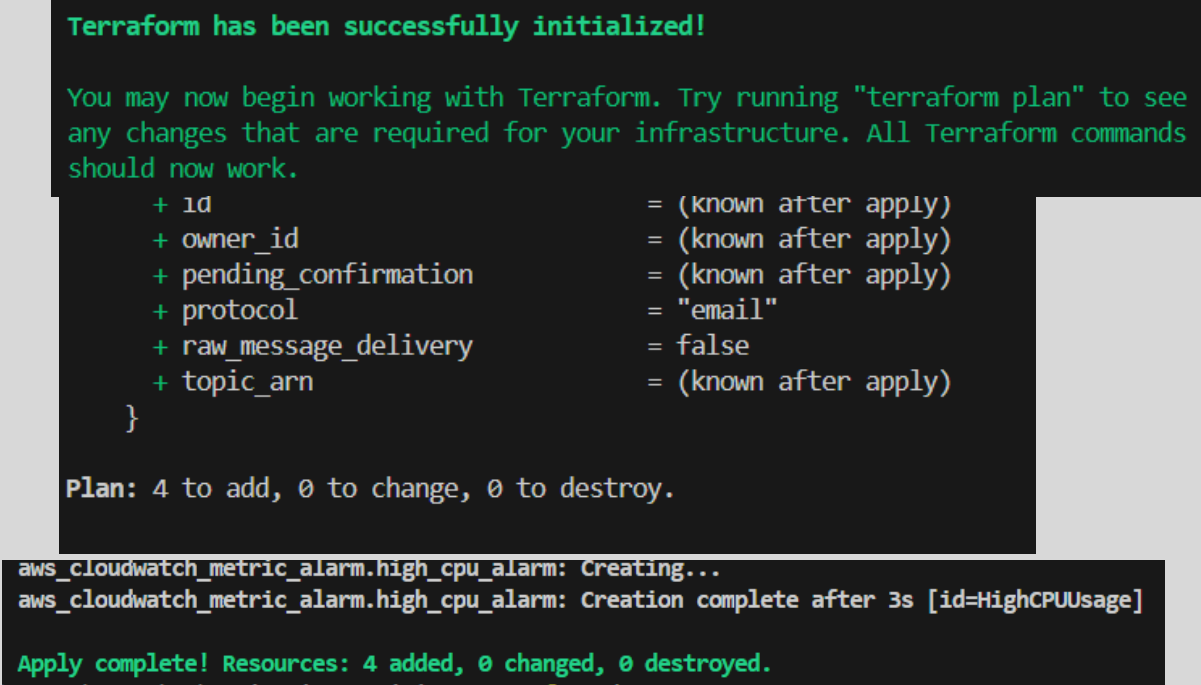 Terraform has been successfully initialized!
You may now begin working with Terraform. Try running "terraform plan" to see
any changes that are required for your infrastructure. All Terraform commands
should now work.
+ id = (known after apply)
+ owner_id = (known after apply)
+ pending_confirmation = (known after apply)
+ protocol = "email"
+ raw_message_delivery = false
+ topic_arn = (known after apply)
}
Plan: 4 to add, 0 to change, 0 to destroy.
aws_cloudwatch_metric_alarm.high_cpu_alarm: Creating...
aws_cloudwatch_metric_alarm.high_cpu_alarm: Creation complete after 3s [id=HighCPUUsage]
Apply complete! Resources: 4 added, 0 changed, 0 destroyed.